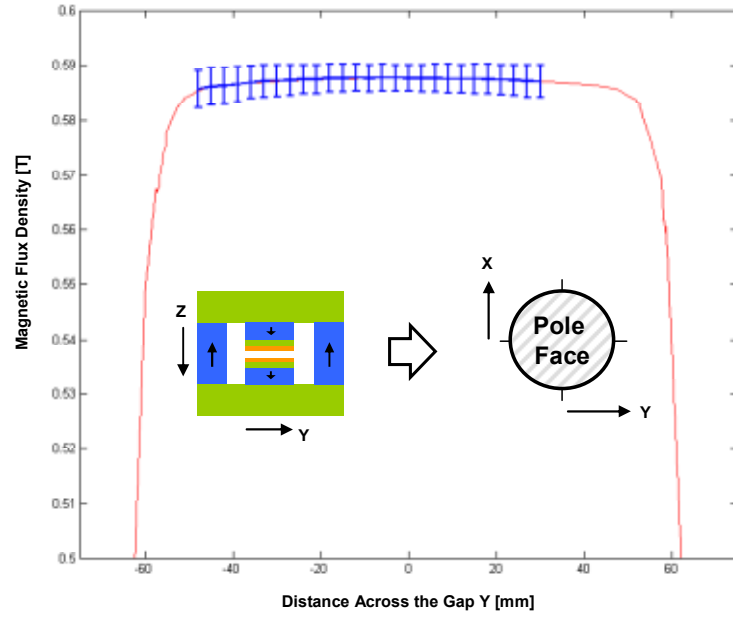 0.6
0.59
0.58
0.57
0.56
0.55
0.54
0.53
0.52
0.51
0.5
Magnetic Flux Density [T]
Z
Y
X
Pole
Face
Y
-60
-40
-20
0
20
40
60
Distance Across the Gap Y [mm]